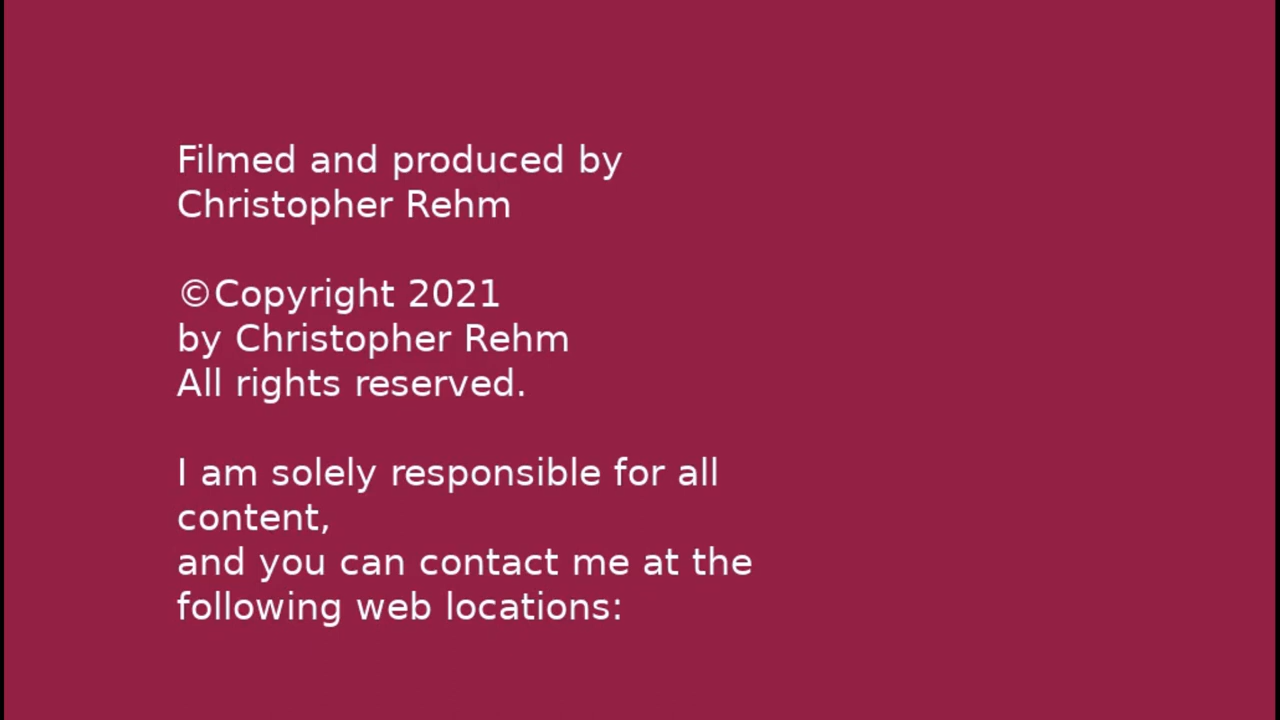 Filmed and produced by
Christopher Rehm
©Copyright 2021
by Christopher Rehm
All rights reserved.
I am solely responsible for all
content,
and you can contact me at the
following web locations: